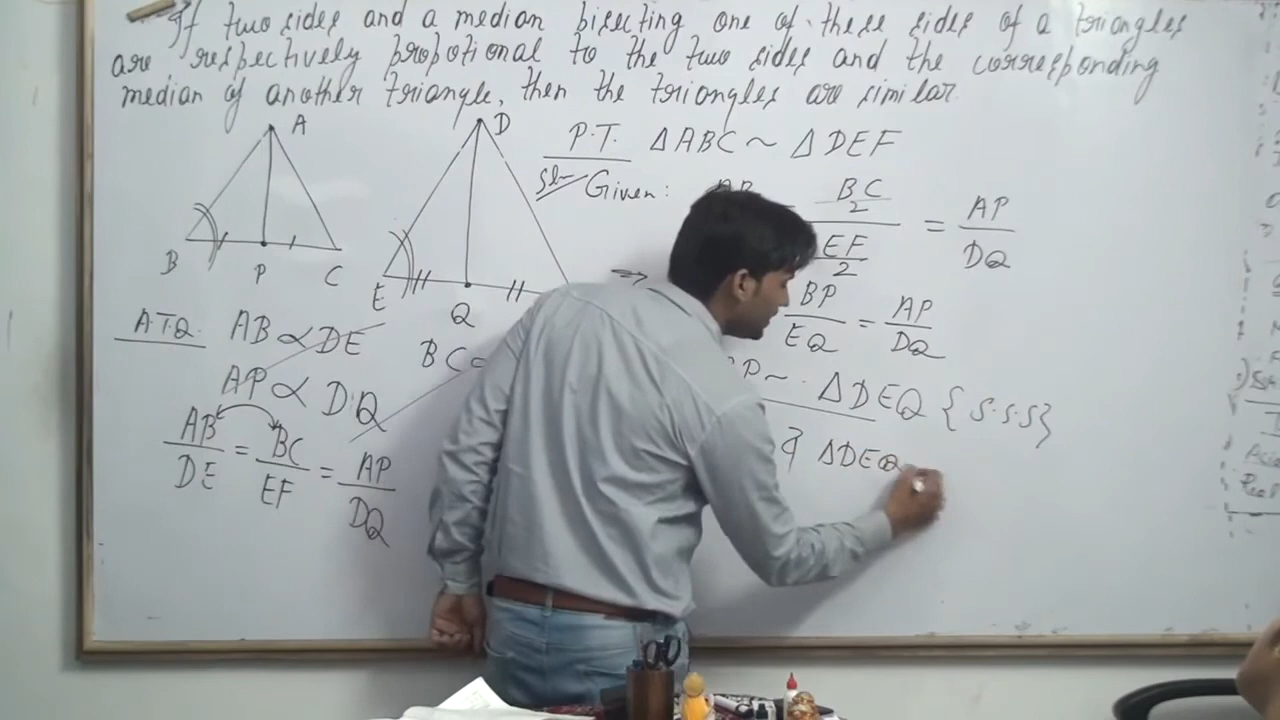 If two sides and a median bisecting one of these sides of a triangles
are respectively propotional to the two sides and the corresponding
median of another triangle, then the triangles are similar.
A
B P C
D
E Q
P.T. ΔABC ~ ΔDEF
Sol- Given: AB BC/2 / EF/2 = AP/DQ
⇒ BP/EQ = AP/DQ
BP ~ ΔDEQ {S.S.S}
& ΔDEQ
A.T.Q. AB ∝ DE
BC
AP ∝ DQ
AB/DE = BC/EF = AP/DQ